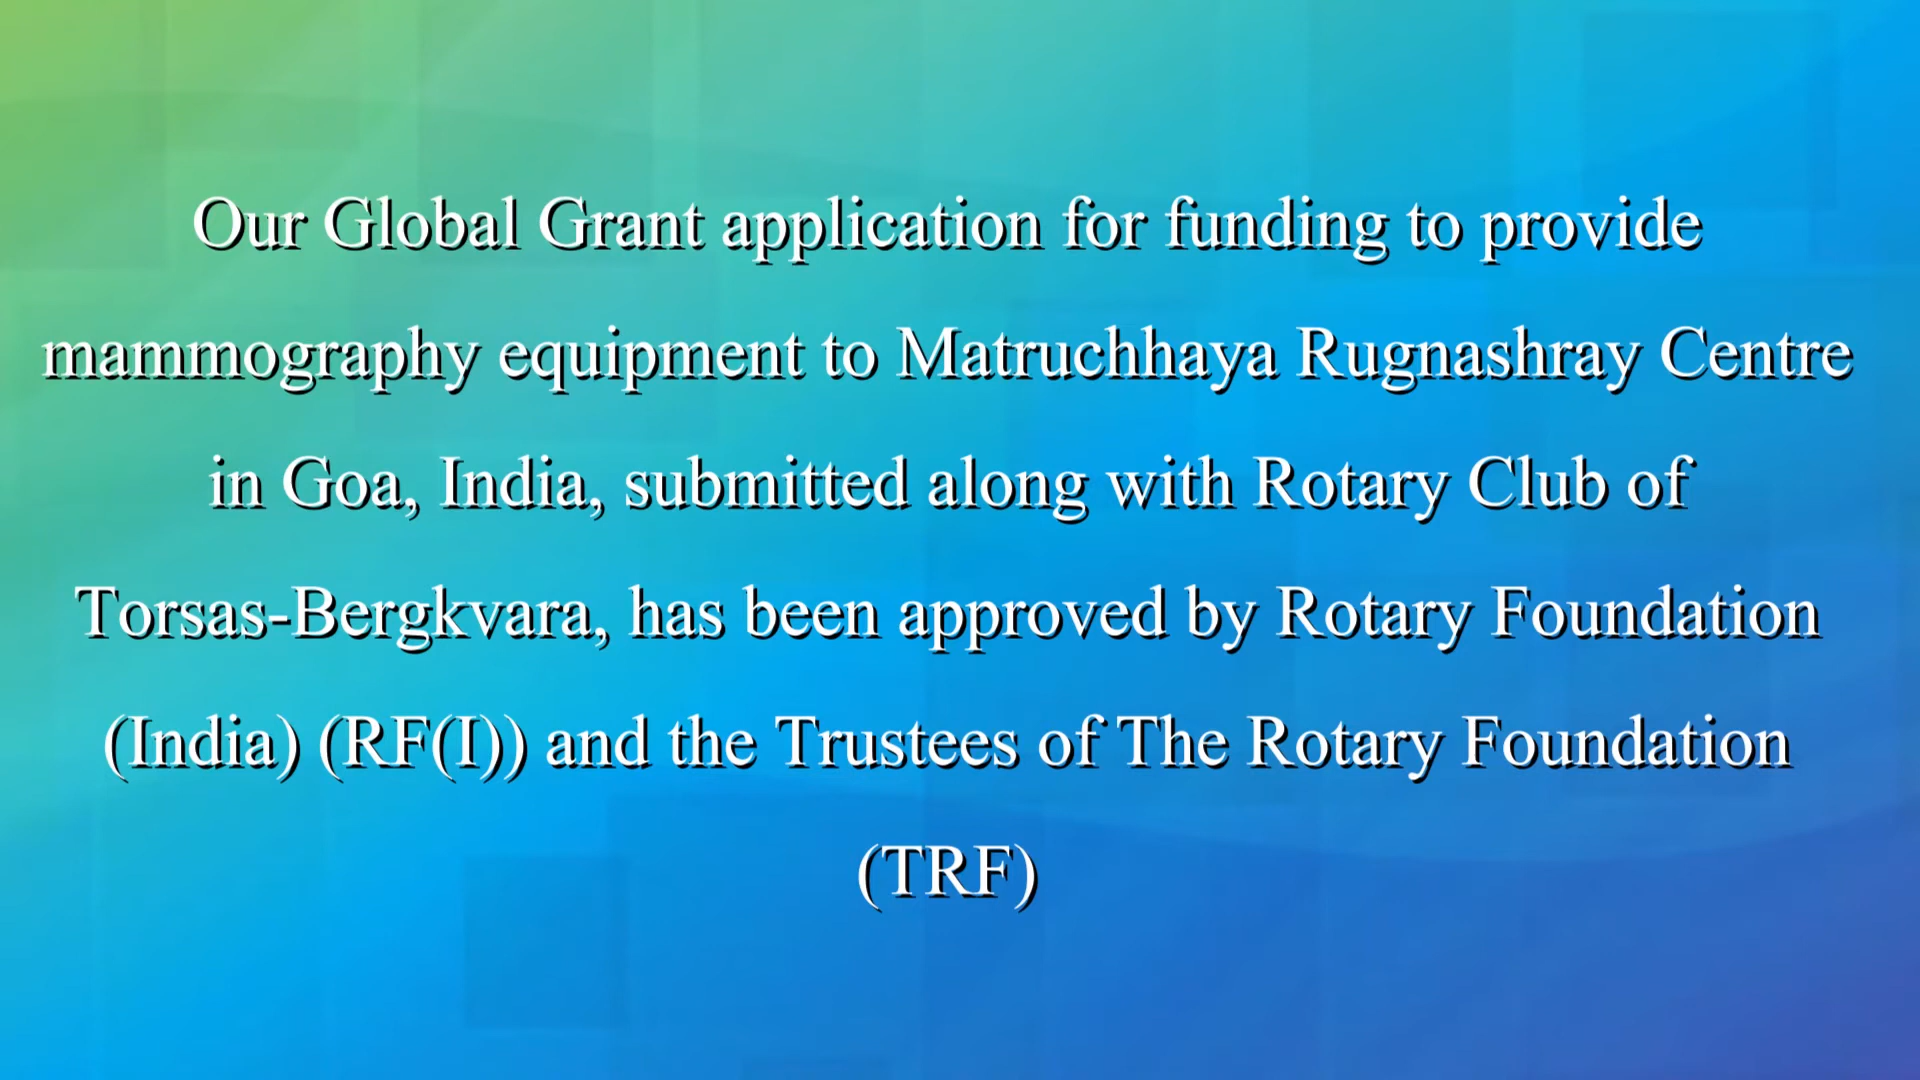 Our Global Grant application for funding to provide
mammography equipment to Matruchhaya Rugnashray Centre
in Goa, India, submitted along with Rotary Club of
Torsas-Bergkvara, has been approved by Rotary Foundation
(India) (RF(I)) and the Trustees of The Rotary Foundation
(TRF)